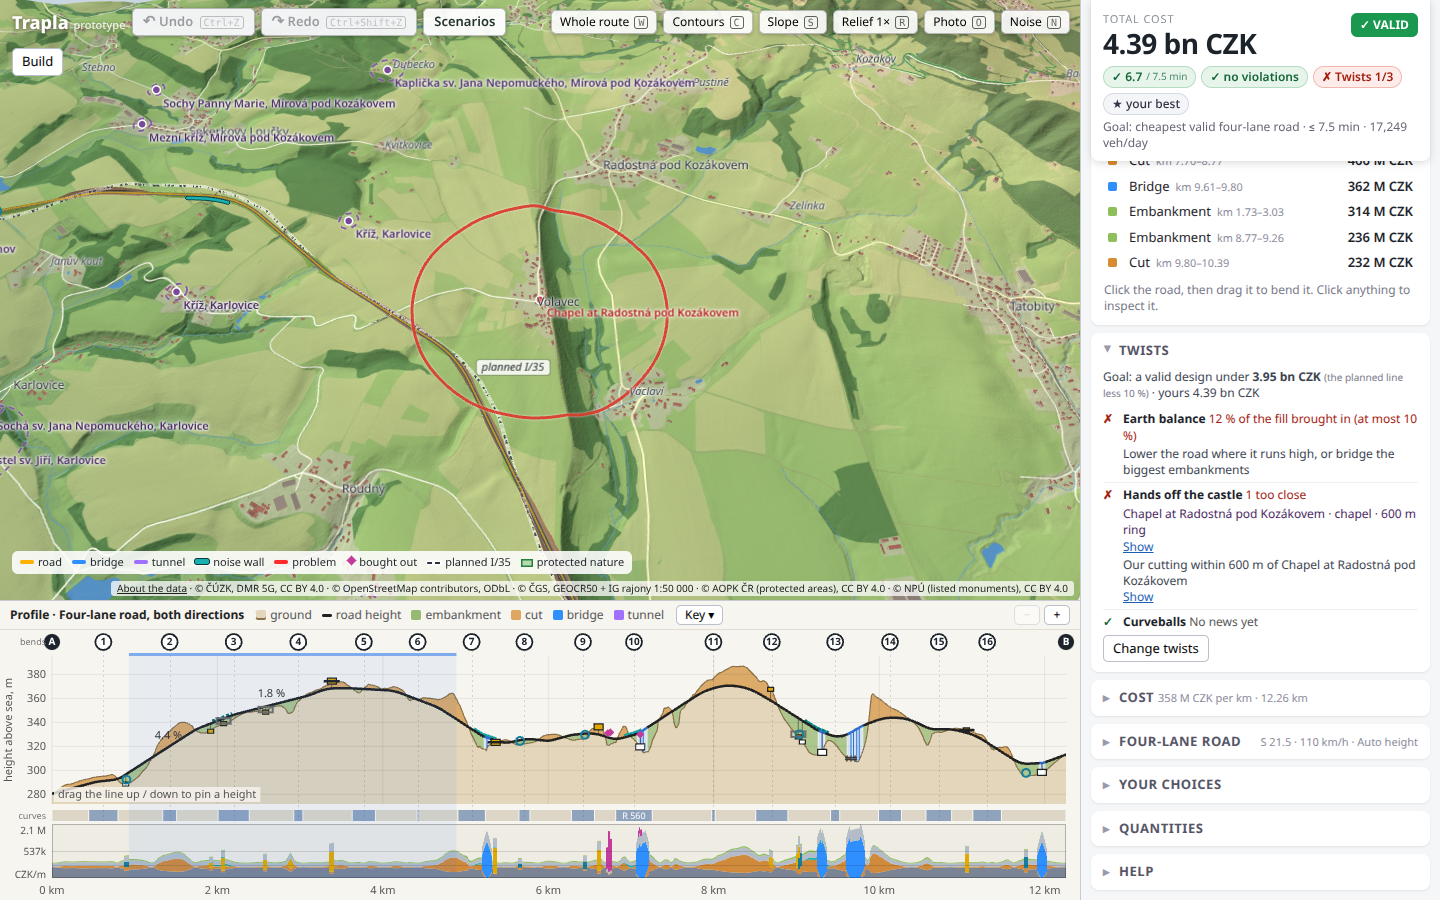 Trapla prototype
↶ Undo Ctrl+Z
↷ Redo Ctrl+Shift+Z
Scenarios
Whole route W
Contours C
Slope S
Relief 1× R
Photo O
Noise N
Build
Stebno
Dubecko
Kozákov
Kaplička sv. Jana Nepomuckého, Mírová pod Kozákovem
Pustině
Sochy Panny Marie, Mírová pod Kozákovem
Sekerkovy Loučky
Mezní kříž, Mírová pod Kozákovem
Kvítkovice
Radostná pod Kozákovem
Zelinka
Kříž, Karlovice
Janův kout
Kříž, Karlovice
Volavec
Chapel at Radostná pod Kozákovem
Tatobity
planned I/35
Karlovice
Václaví
Socha sv. Jana Nepomuckého, Karlovice
stel sv. Jiří, Karlovice
Roudný
road
bridge
tunnel
noise wall
problem
bought out
planned I/35
protected nature
About the data · © ČÚZK, DMR 5G, CC BY 4.0 · © OpenStreetMap contributors, ODbL · © ČGS, GEOCR50 + IG rajony 1:50 000 · © AOPK ČR (protected areas), CC BY 4.0 · © NPÚ (listed monuments), CC BY 4.0
Profile · Four-lane road, both directions
ground
road height
embankment
cut
bridge
tunnel
Key ▾
−
+
bends A 1 2 3 4 5 6 7 8 9 10 11 12 13 14 15 16 B
height above sea, m
380
360
340
320
300
280
4.4 %
1.8 %
drag the line up / down to pin a height
curves
R 560
2.1 M
537k
CZK/m
0 km 2 km 4 km 6 km 8 km 10 km 12 km
TOTAL COST
✓ VALID
4.39 bn CZK
✓ 6.7 / 7.5 min
✓ no violations
✗ Twists 1/3
★ your best
Goal: cheapest valid four-lane road · ≤ 7.5 min · 17,249
veh/day
Cut km 7.70–8.77 466 M CZK
Bridge km 9.61–9.80 362 M CZK
Embankment km 1.73–3.03 314 M CZK
Embankment km 8.77–9.26 236 M CZK
Cut km 9.80–10.39 232 M CZK
Click the road, then drag it to bend it. Click anything to
inspect it.
▼ TWISTS
Goal: a valid design under 3.95 bn CZK (the planned line
less 10 %) · yours 4.39 bn CZK
✗ Earth balance 12 % of the fill brought in (at most 10
%)
Lower the road where it runs high, or bridge the
biggest embankments
✗ Hands off the castle 1 too close
Chapel at Radostná pod Kozákovem · chapel · 600 m
ring
Show
Our cutting within 600 m of Chapel at Radostná pod
Kozákovem
Show
✓ Curveballs No news yet
Change twists
▶ COST 358 M CZK per km · 12.26 km
▶ FOUR-LANE ROAD S 21.5 · 110 km/h · Auto height
▶ YOUR CHOICES
▶ QUANTITIES
▶ HELP